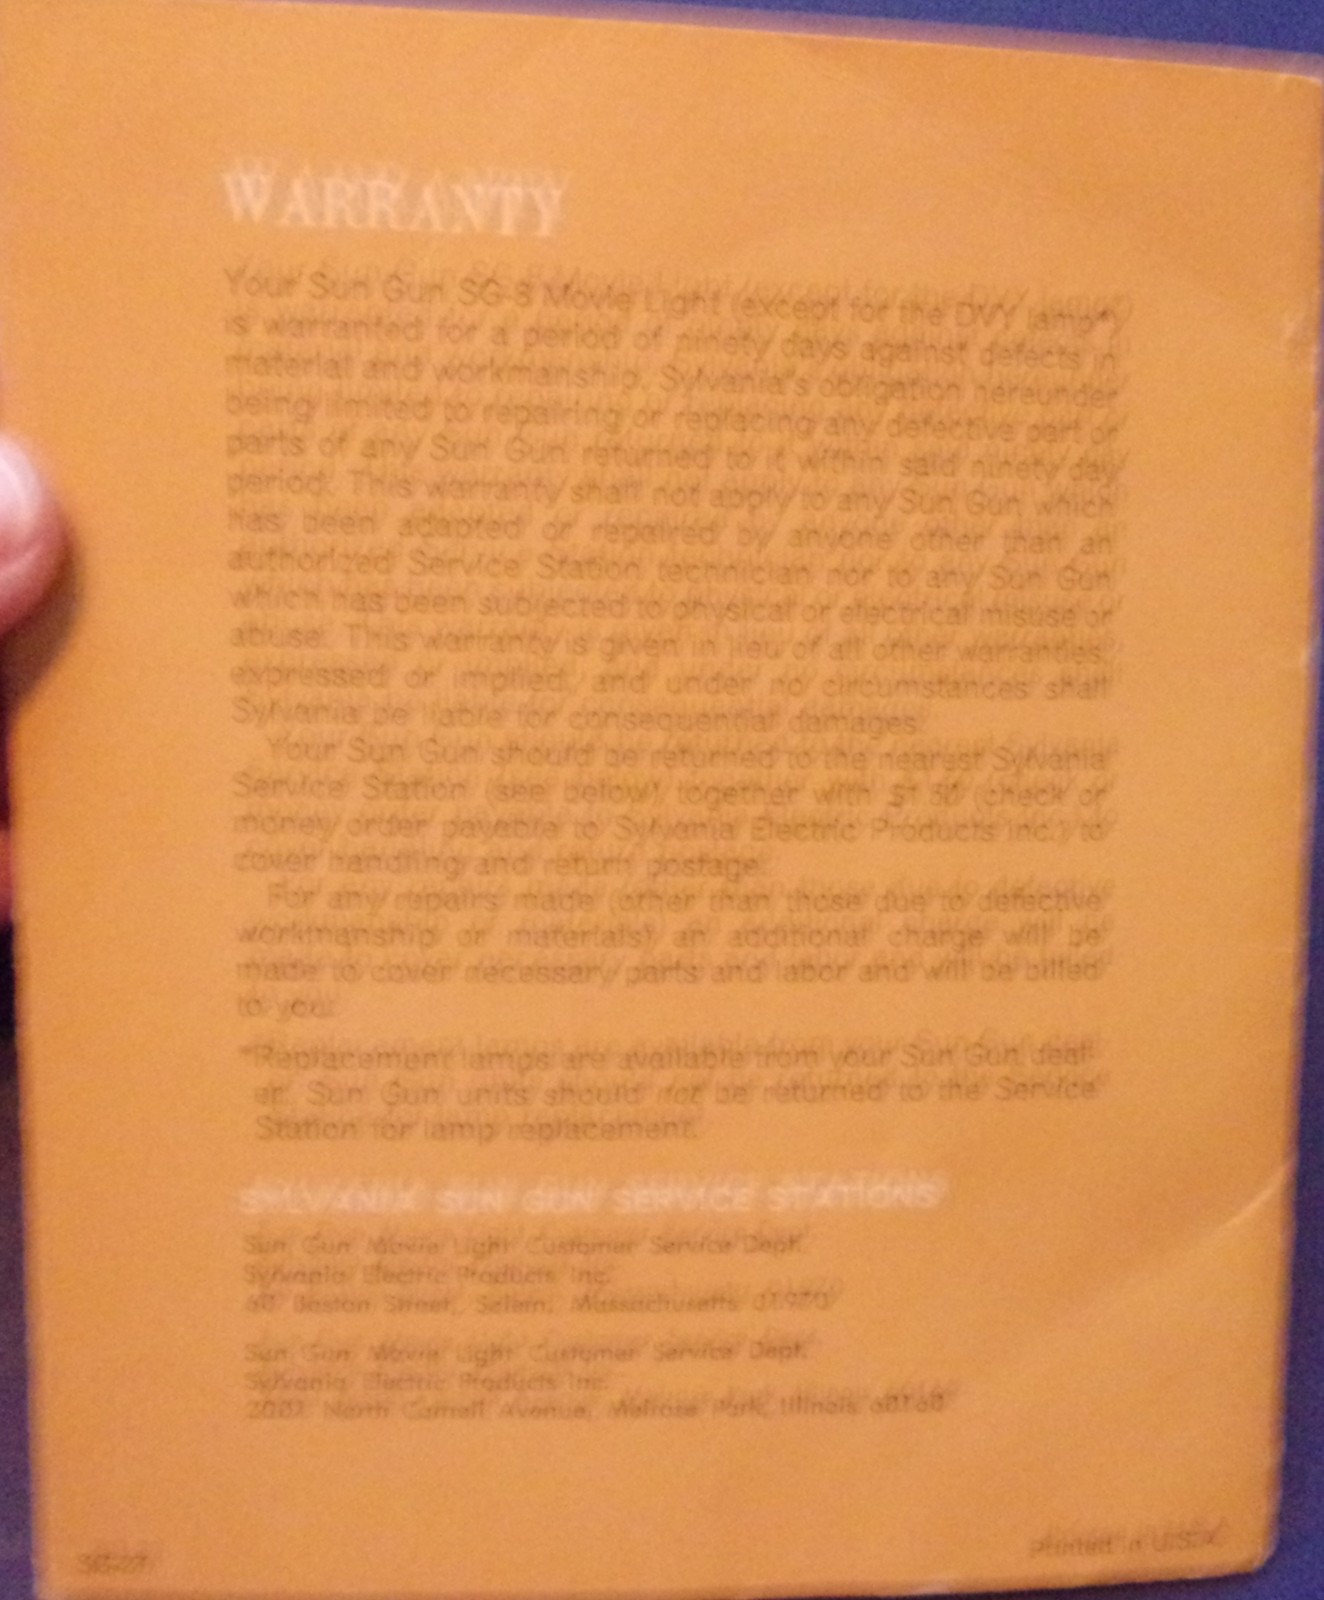 WARRANTY
Your Sun Gun SG-8 Movie Light (except for the DVY lamp*)
is warranted for a period of ninety days against defects in
material and workmanship, Sylvania's obligation hereunder
being limited to repairing or replacing any defective part or
parts of any Sun Gun returned to it within said ninety day
period. This warranty shall not apply to any Sun Gun which
has been adapted or repaired by anyone other than an
authorized Service Station technician nor to any Sun Gun
which has been subjected to physical or electrical misuse or
abuse. This warranty is given in lieu of all other warranties,
expressed or implied, and under no circumstances shall
Sylvania be liable for consequential damages.
Your Sun Gun should be returned to the nearest Sylvania
Service Station (see below) together with $1.50 (check or
money order payable to Sylvania Electric Products Inc.) to
cover handling and return postage.
For any repairs made (other than those due to defective
workmanship or materials) an additional charge will be
made to cover necessary parts and labor and will be billed
to you.
*Replacement lamps are available from your Sun Gun deal-
er. Sun Gun units should not be returned to the Service
Station for lamp replacement.
SYLVANIA SUN GUN SERVICE STATIONS
Sun Gun Movie Light Customer Service Dept.
Sylvania Electric Products Inc.
60 Boston Street, Salem, Massachusetts 01970
Sun Gun Movie Light Customer Service Dept.
Sylvania Electric Products Inc.
North Cornell Avenue, Melrose Park, Illinois 60160
Printed in U.S.A.